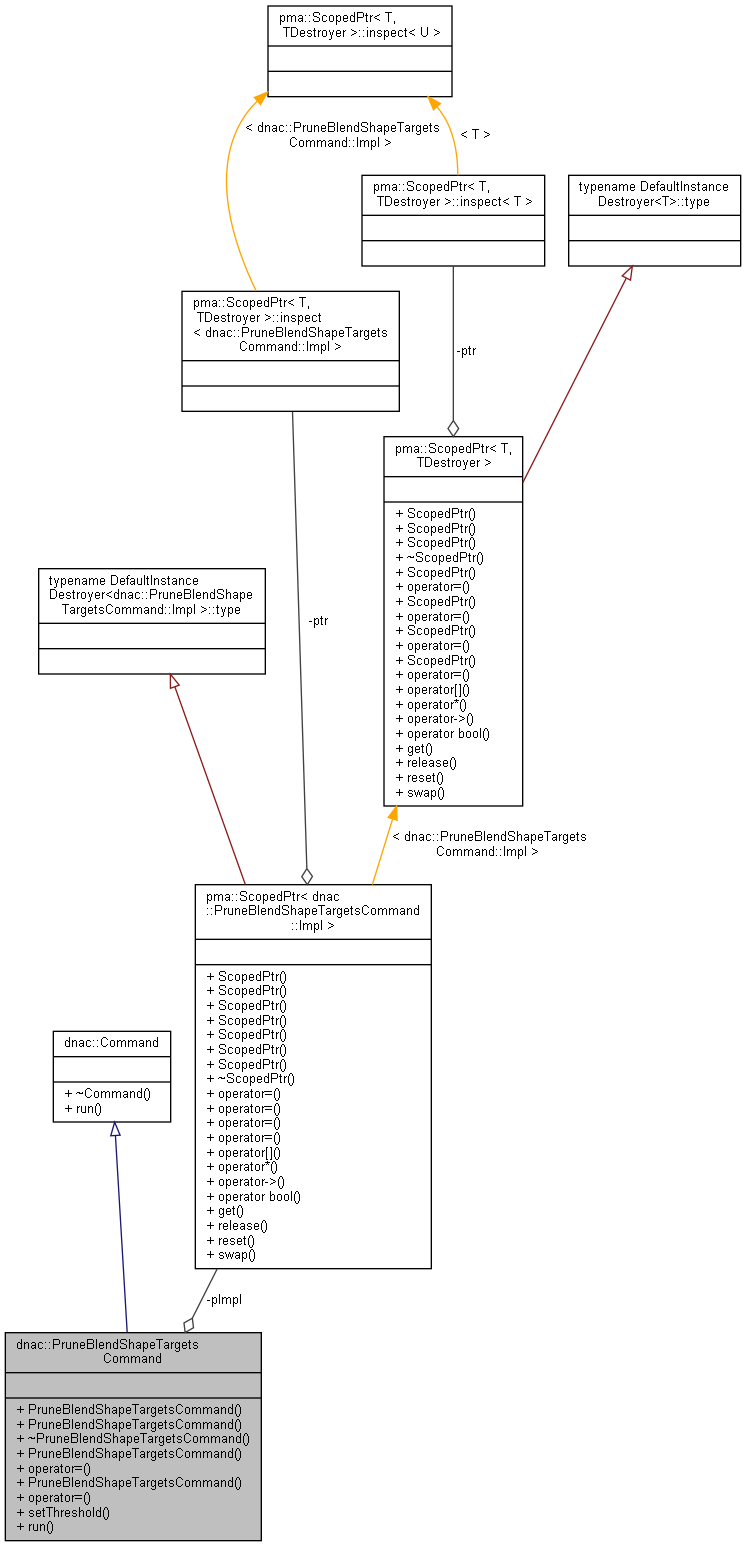 pma::ScopedPtr< T,
TDestroyer >::inspect< U >
< dnac::PruneBlendShapeTargets
Command::Impl >
< T >
pma::ScopedPtr< T,
TDestroyer >::inspect< T >
typename DefaultInstance
Destroyer<T>::type
pma::ScopedPtr< T,
TDestroyer >::inspect
< dnac::PruneBlendShapeTargets
Command::Impl >
-ptr
pma::ScopedPtr< T,
TDestroyer >
+ ScopedPtr()
+ ScopedPtr()
+ ScopedPtr()
+ ~ScopedPtr()
+ ScopedPtr()
+ operator=()
+ ScopedPtr()
+ operator=()
+ ScopedPtr()
+ operator=()
+ ScopedPtr()
+ operator=()
+ operator[]()
+ operator*()
+ operator->()
+ operator bool()
+ get()
+ release()
+ reset()
+ swap()
typename DefaultInstance
Destroyer<dnac::PruneBlendShape
TargetsCommand::Impl >::type
-ptr
< dnac::PruneBlendShapeTargets
Command::Impl >
pma::ScopedPtr< dnac
::PruneBlendShapeTargetsCommand
::Impl >
+ ScopedPtr()
+ ScopedPtr()
+ ScopedPtr()
+ ScopedPtr()
+ ScopedPtr()
+ ScopedPtr()
+ ScopedPtr()
+ ~ScopedPtr()
+ operator=()
+ operator=()
+ operator=()
+ operator=()
+ operator[]()
+ operator*()
+ operator->()
+ operator bool()
+ get()
+ release()
+ reset()
+ swap()
dnac::Command
+ ~Command()
+ run()
-pImpl
dnac::PruneBlendShapeTargets
Command
+ PruneBlendShapeTargetsCommand()
+ PruneBlendShapeTargetsCommand()
+ ~PruneBlendShapeTargetsCommand()
+ PruneBlendShapeTargetsCommand()
+ operator=()
+ PruneBlendShapeTargetsCommand()
+ operator=()
+ setThreshold()
+ run()